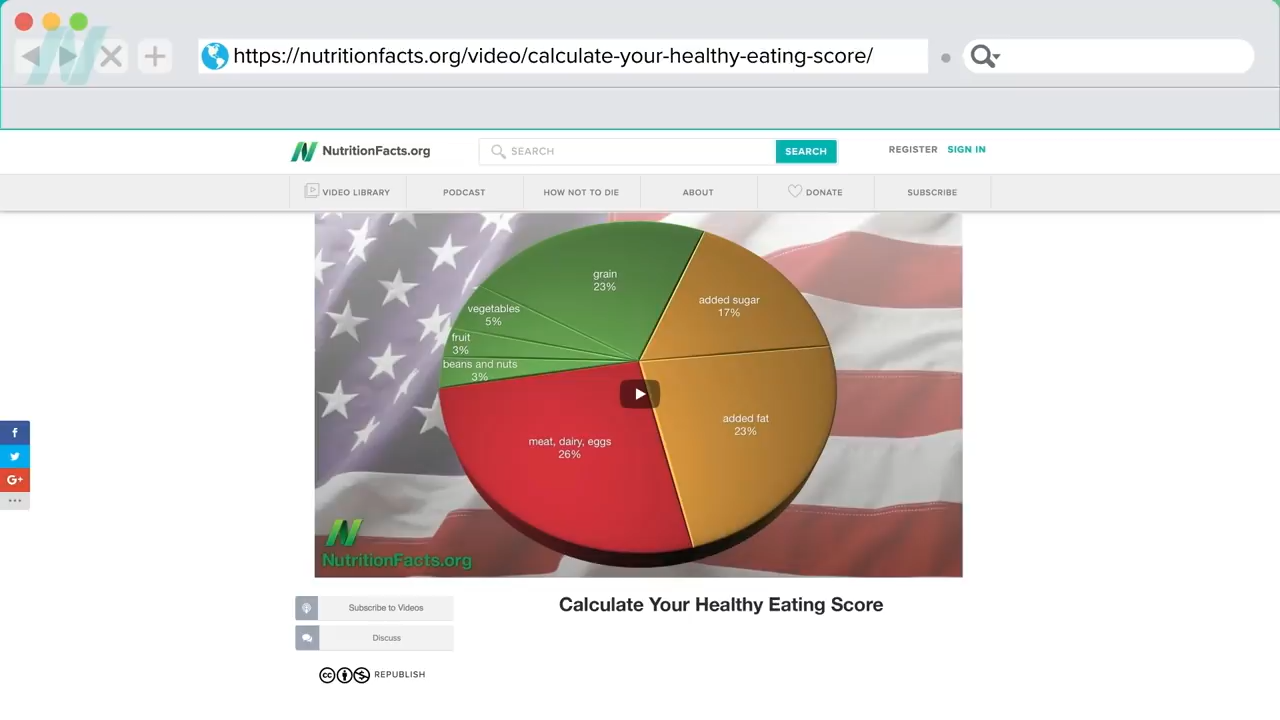 https://nutritionfacts.org/video/calculate-your-healthy-eating-score/
NutritionFacts.org
SEARCH
SEARCH
REGISTER
SIGN IN
VIDEO LIBRARY
PODCAST
HOW NOT TO DIE
ABOUT
DONATE
SUBSCRIBE
grain
23%
added sugar
17%
vegetables
5%
fruit
3%
beans and nuts
3%
added fat
23%
meat, dairy, eggs
26%
NutritionFacts.org
f
G+
Subscribe to Videos
Calculate Your Healthy Eating Score
Discuss
cc
REPUBLISH